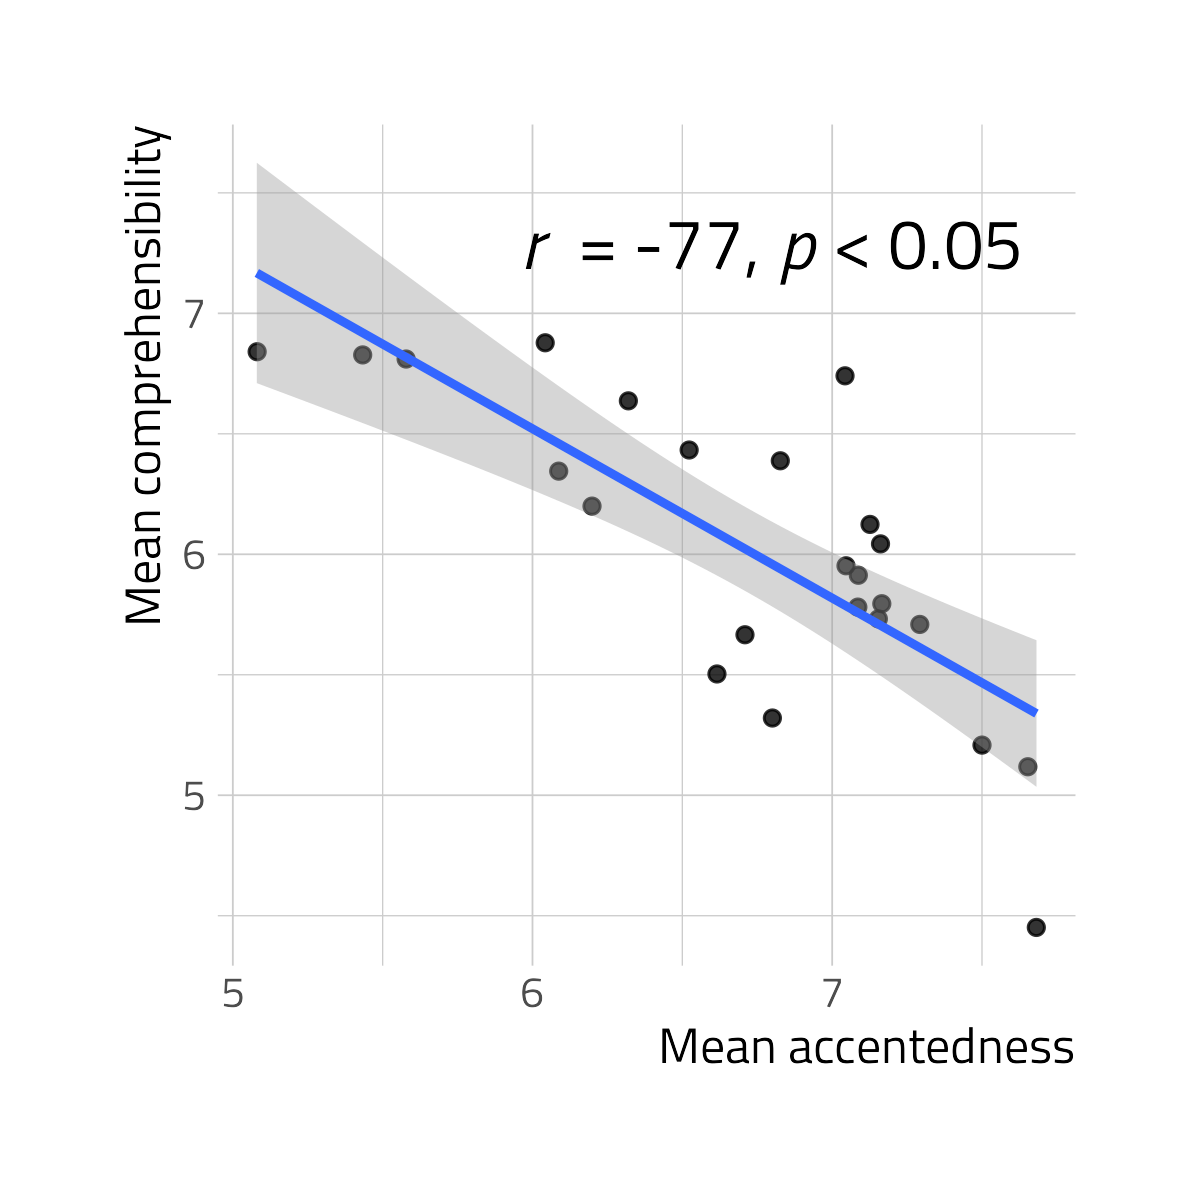 Mean comprehensibility
r = -77, p < 0.05
7
6
5
5 6 7
Mean accentedness